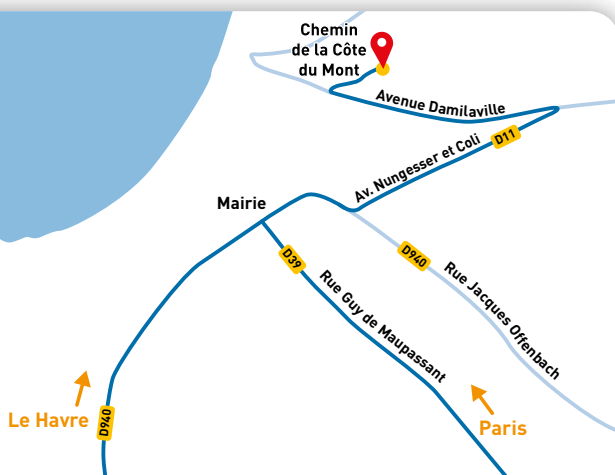 Chemin
de la Côte
du Mont
Avenue Damilaville
D11
Av. Nungesser et Coli
Mairie
D39
D940
Rue Guy de Maupassant
Rue Jacques Offenbach
Le Havre
D940
Paris